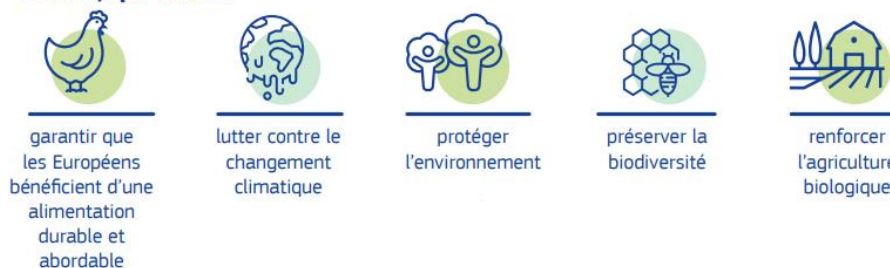 garantir que
les Européens
bénéficient d'une
alimentation
durable et
abordable
lutter contre le
changement
climatique
protéger
l'environnement
préserver la
biodiversité
renforcer
l'agriculture
biologique